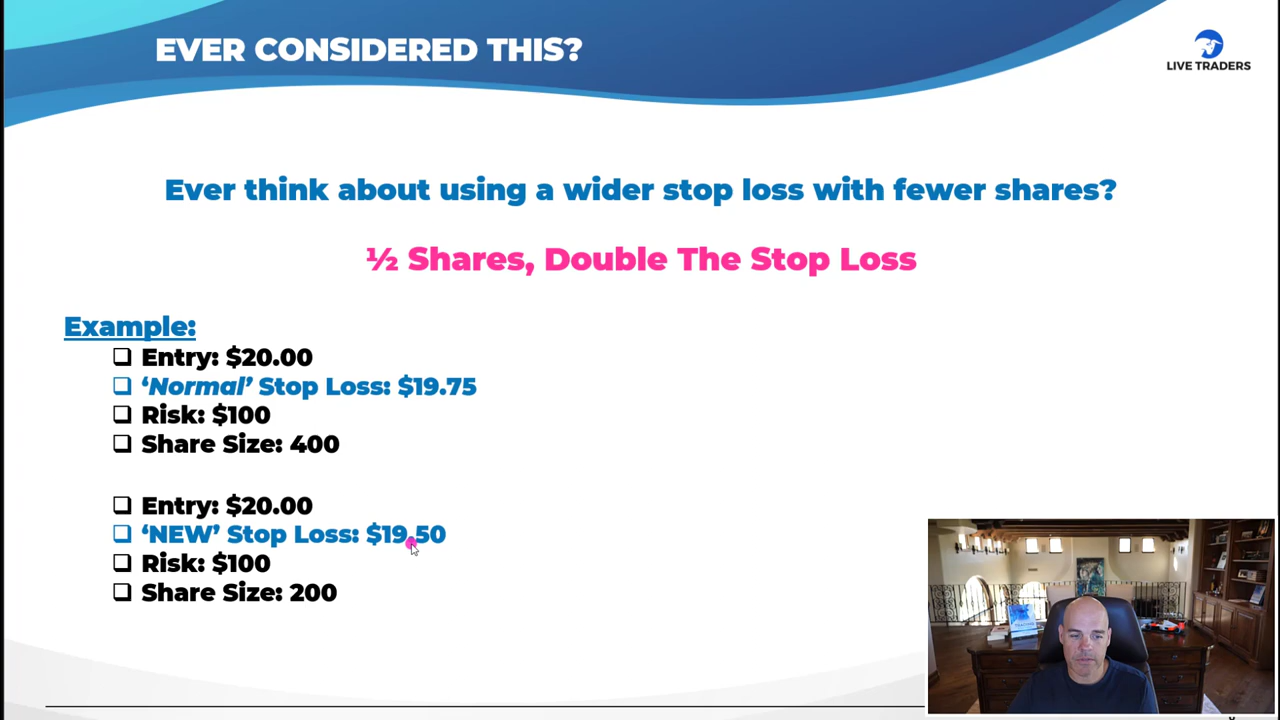 EVER CONSIDERED THIS?
LIVE TRADERS
Ever think about using a wider stop loss with fewer shares?
½ Shares, Double The Stop Loss
Example:
❑ Entry: $20.00
❑ ‘Normal’ Stop Loss: $19.75
❑ Risk: $100
❑ Share Size: 400
❑ Entry: $20.00
❑ ‘NEW’ Stop Loss: $19.50
❑ Risk: $100
❑ Share Size: 200